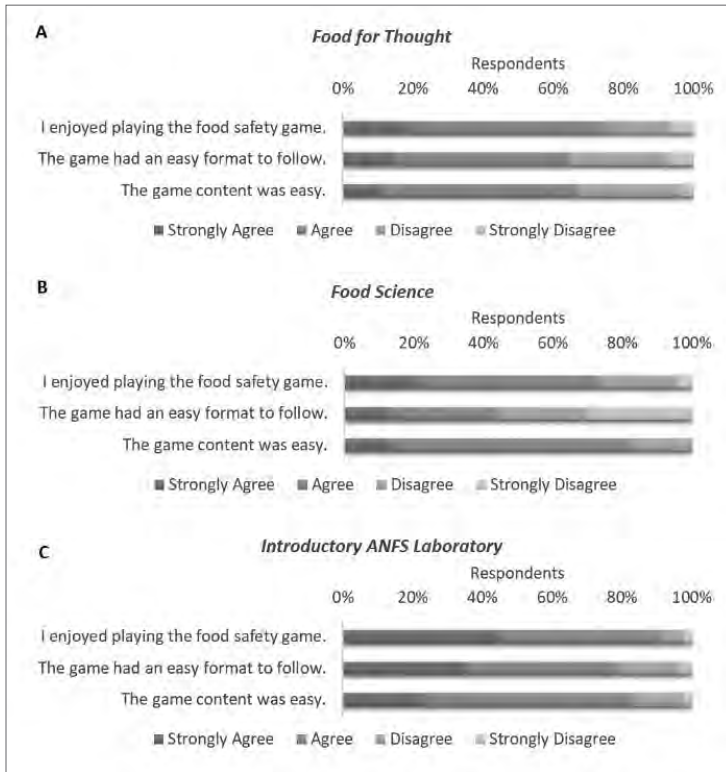 A
Food for Thought
Respondents
0% 20% 40% 60% 80% 100%
I enjoyed playing the food safety game.
The game had an easy format to follow.
The game content was easy.
Strongly Agree Agree Disagree Strongly Disagree
B
Food Science
Respondents
0% 20% 40% 60% 80% 100%
I enjoyed playing the food safety game.
The game had an easy format to follow.
The game content was easy.
Strongly Agree Agree Disagree Strongly Disagree
C
Introductory ANFS Laboratory
Respondents
0% 20% 40% 60% 80% 100%
I enjoyed playing the food safety game.
The game had an easy format to follow.
The game content was easy.
Strongly Agree Agree Disagree Strongly Disagree